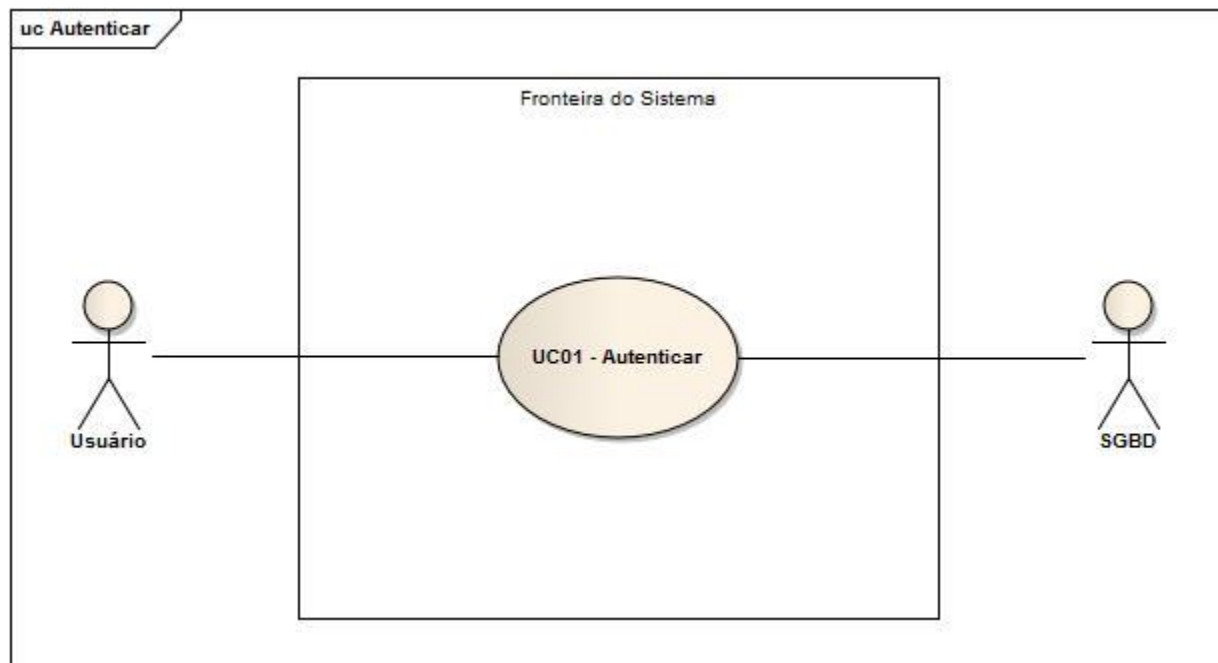 uc Autenticar
Fronteira do Sistema
UC01 - Autenticar
Usuário
SGBD